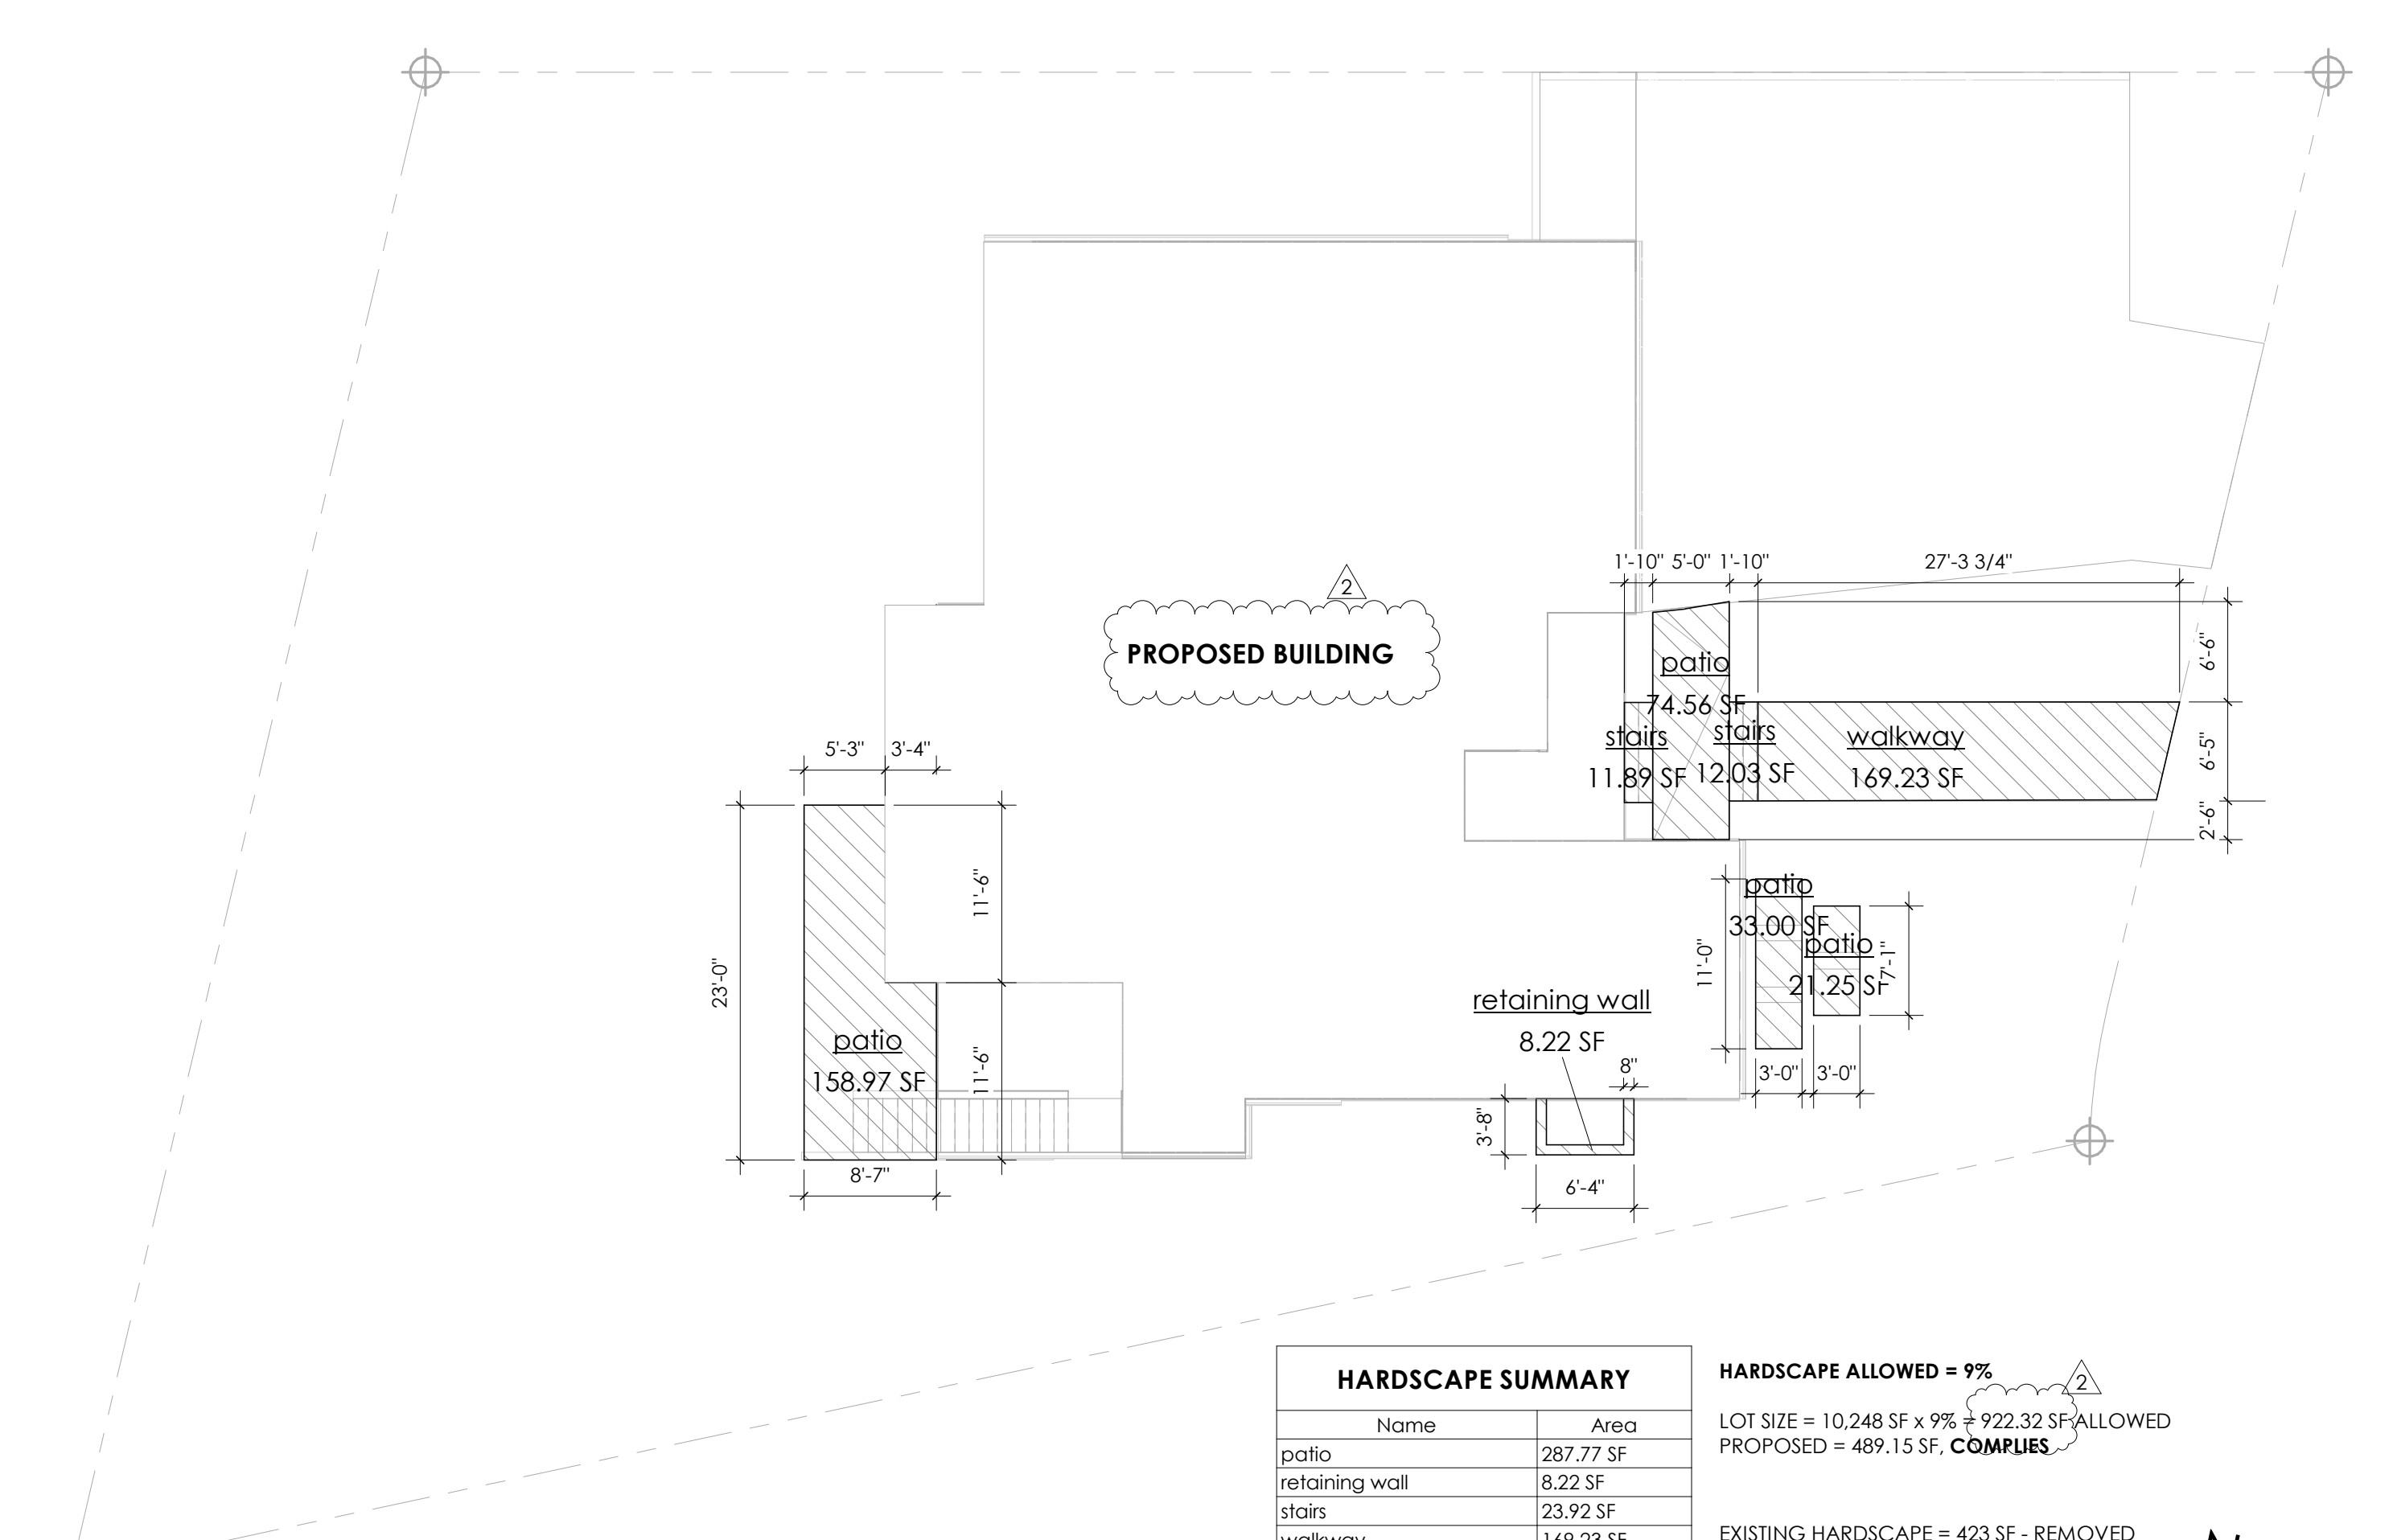 2
PROPOSED BUILDING
1'-10" 5'-0" 1'-10" 27'-3 3/4"
6'-6"
6'-5"
2'-6"
patio
74.56 SF
stairs
11.89 SF
stairs
12.03 SF
walkway
169.23 SF
5'-3" 3'-4"
23'-0"
11'-6"
11'-6"
patio
158.97 SF
8'-7"
patio
33.00 SF
patio
21.25 SF
11'-0"
7'-1"
3'-0" 3'-0"
retaining wall
8.22 SF
8"
3'-8"
6'-4"
HARDSCAPE SUMMARY
Name Area
patio 287.77 SF
retaining wall 8.22 SF
stairs 23.92 SF
walkway 169.23 SF
HARDSCAPE ALLOWED = 9%
2
LOT SIZE = 10,248 SF x 9% = 922.32 SF ALLOWED
PROPOSED = 489.15 SF, COMPLIES
EXISTING HARDSCAPE = 423 SF - REMOVED